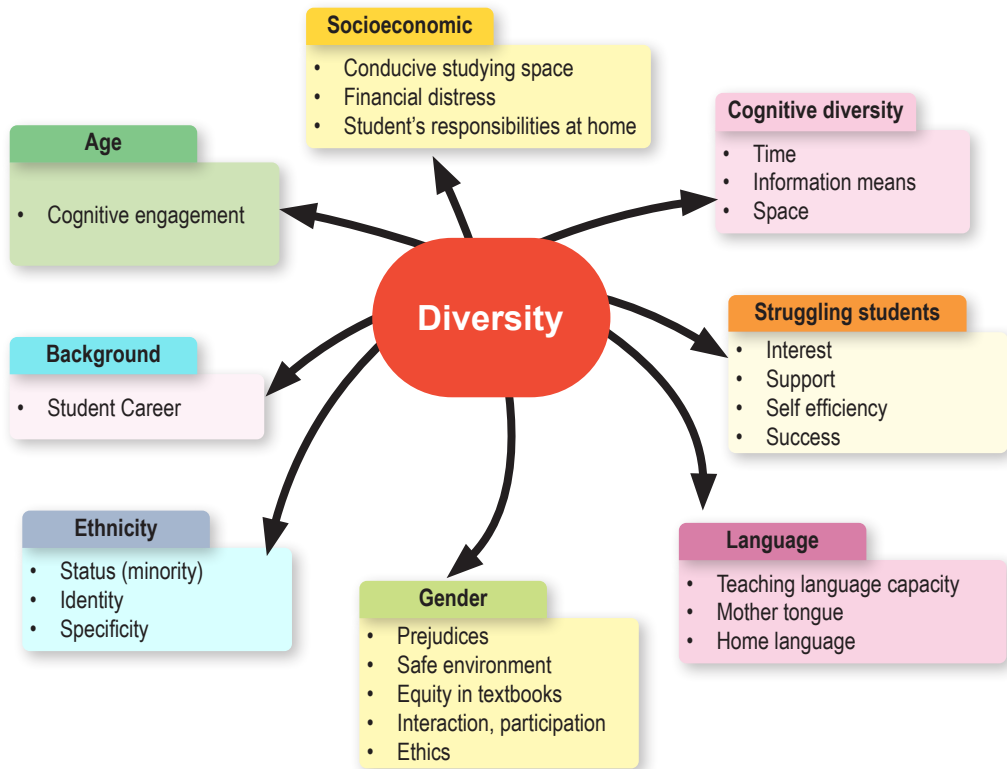 Socioeconomic
• Conducive studying space
• Financial distress
• Student’s responsibilities at home
Cognitive diversity
• Time
• Information means
• Space
Age
• Cognitive engagement
Diversity
Struggling students
• Interest
• Support
• Self efficiency
• Success
Background
• Student Career
Ethnicity
• Status (minority)
• Identity
• Specificity
Gender
• Prejudices
• Safe environment
• Equity in textbooks
• Interaction, participation
• Ethics
Language
• Teaching language capacity
• Mother tongue
• Home language